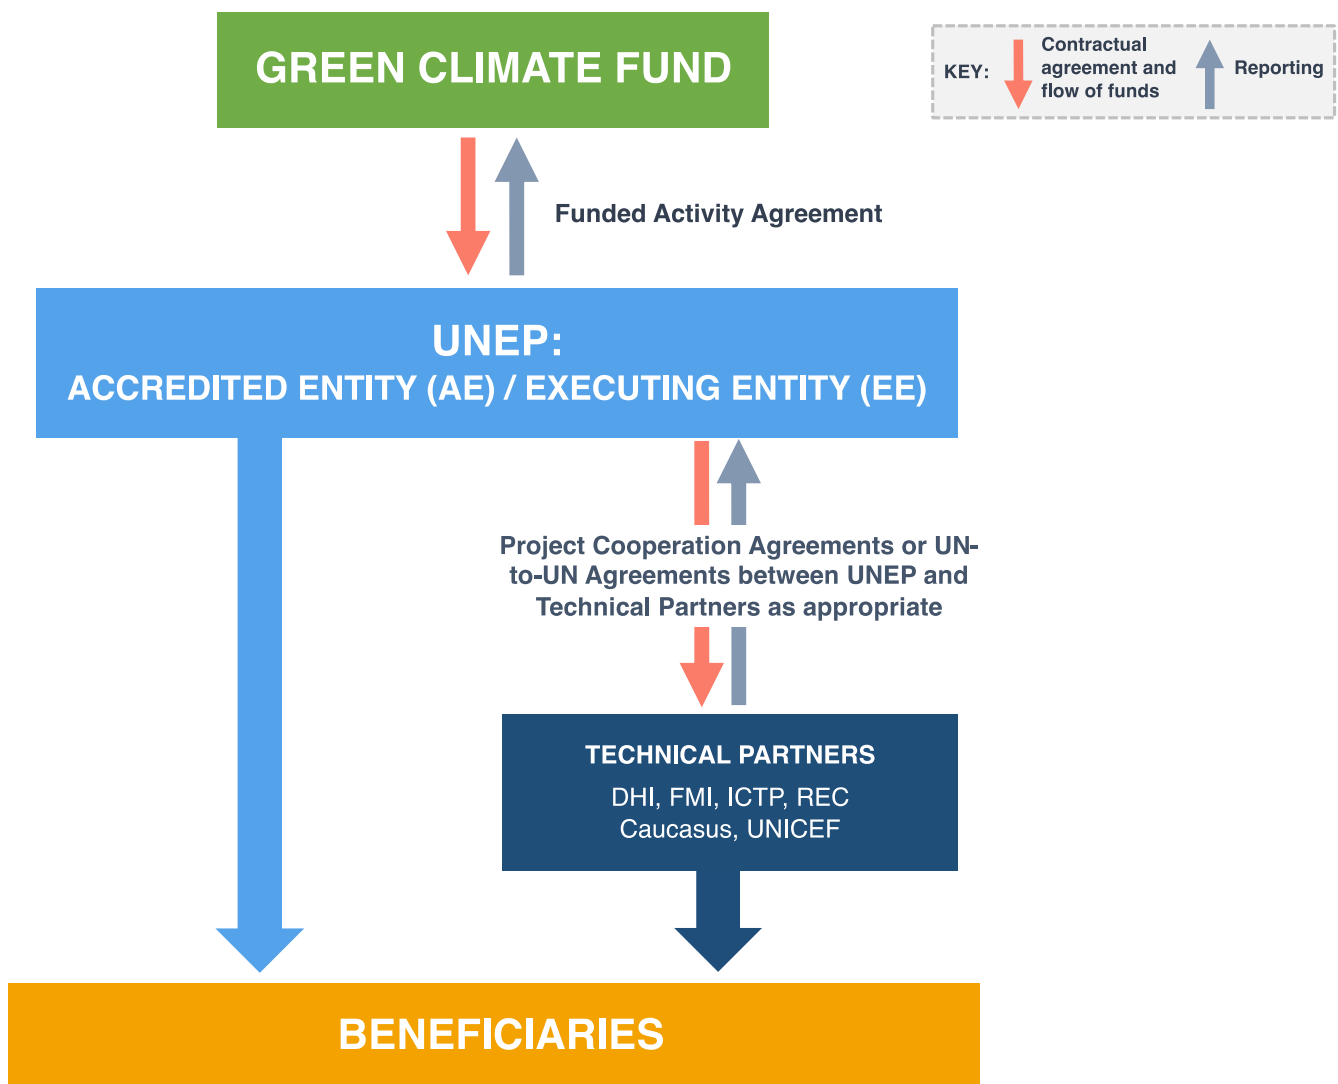 GREEN CLIMATE FUND
KEY:
Contractual
agreement and
flow of funds
Reporting
Funded Activity Agreement
UNEP:
ACCREDITED ENTITY (AE) / EXECUTING ENTITY (EE)
Project Cooperation Agreements or UN-
to-UN Agreements between UNEP and
Technical Partners as appropriate
TECHNICAL PARTNERS
DHI, FMI, ICTP, REC
Caucasus, UNICEF
BENEFICIARIES